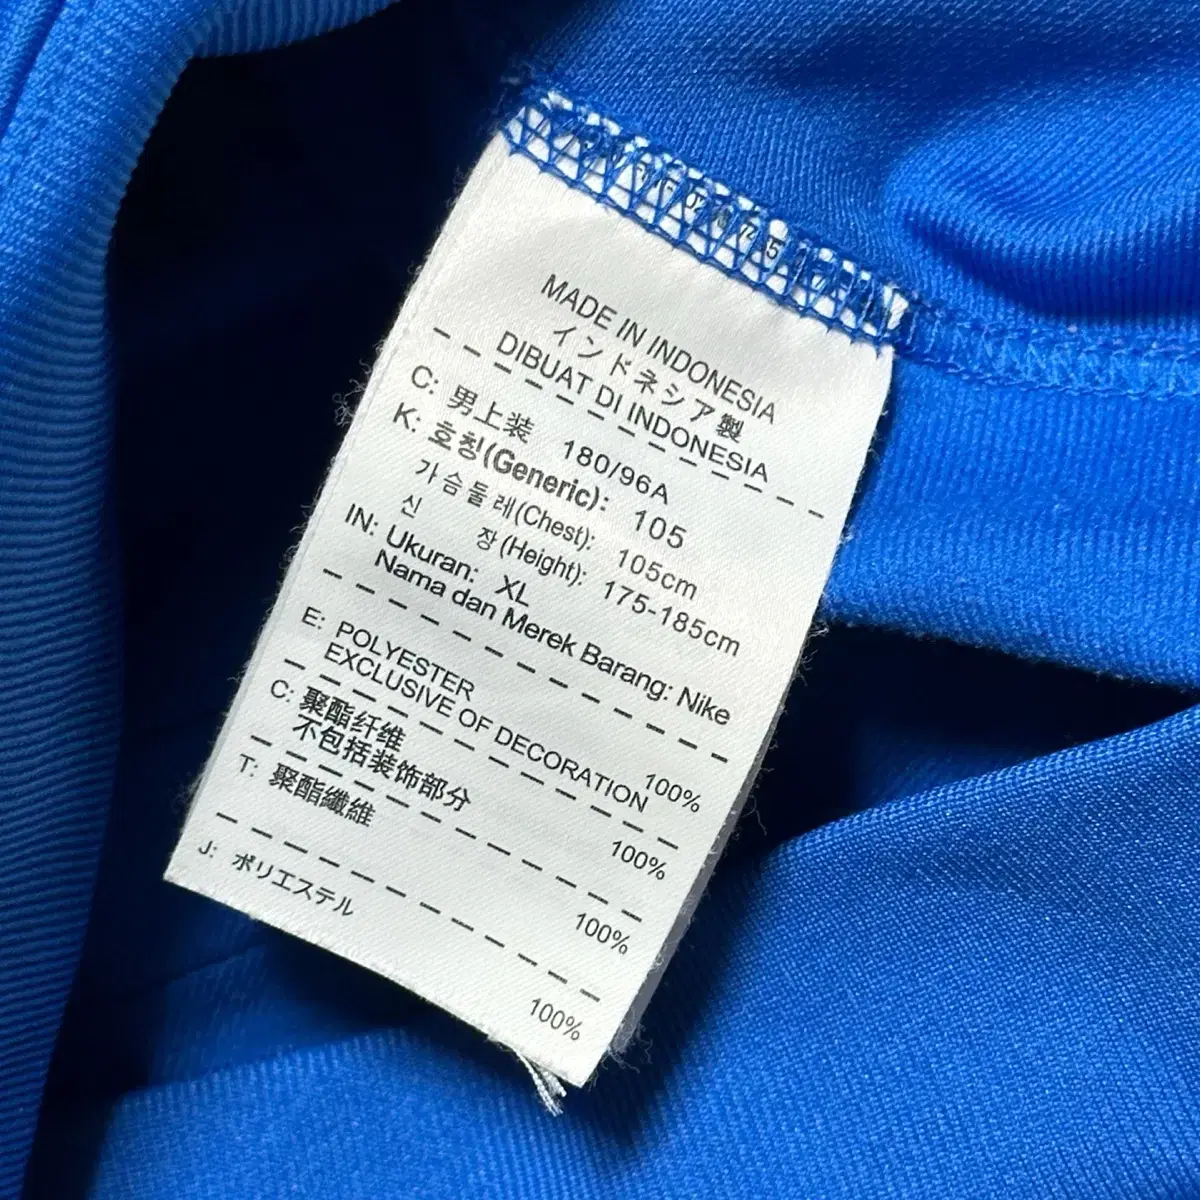 MADE IN INDONESIA
インドネシア製
DIBUAT DI INDONESIA
C: 男上装 180/96A
K: 호칭(Generic): 105
가슴둘레(Chest): 105cm
신 장(Height): 175-185cm
IN: Ukuran: XL
Nama dan Merek Barang: Nike
E: POLYESTER 100%
EXCLUSIVE OF DECORATION
C: 聚酯纤维 100%
不包括装饰部分
T: 聚酯纖維 100%
J: ポリエステル 100%